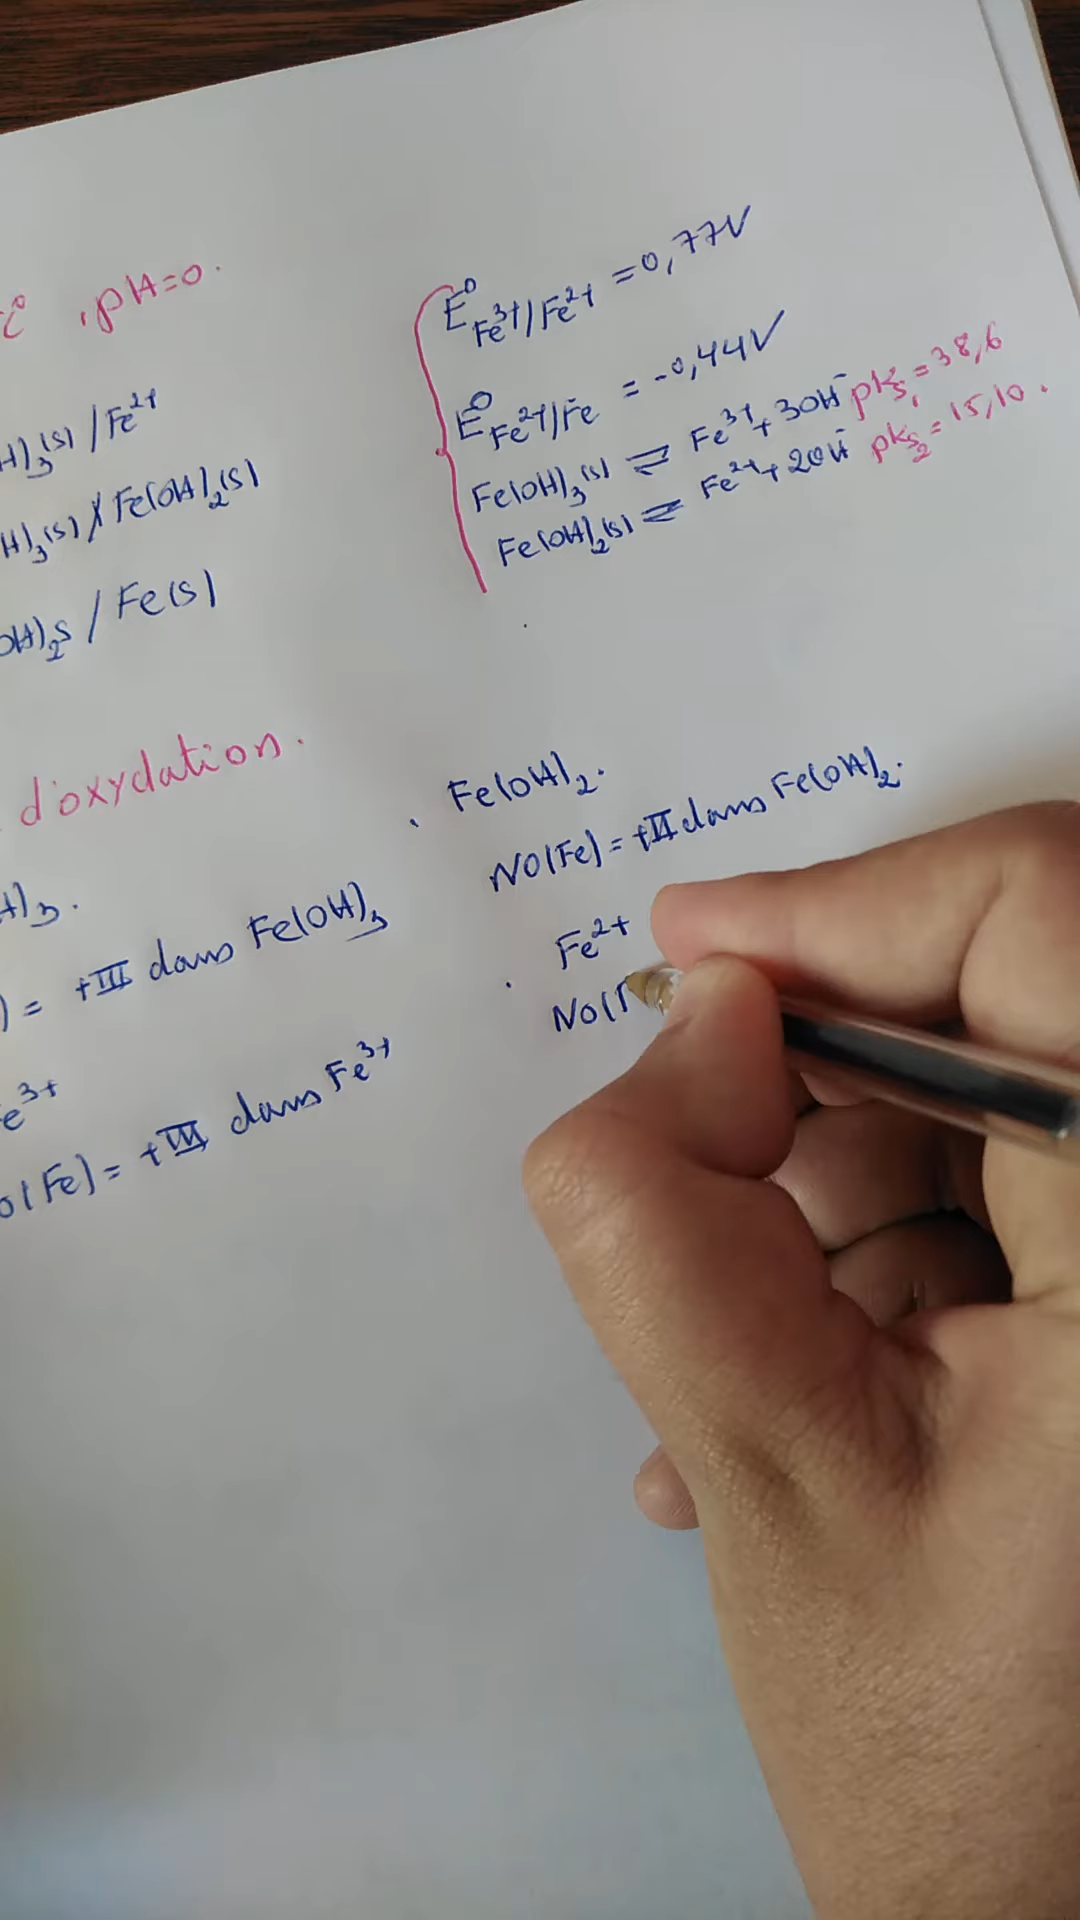 , pH=0.
H)3(s) / Fe2+
H)3(s) / Fe(OH)2(s)
OH)2s / Fe(s)
E0 Fe3+/Fe2+ = 0,77V
E0 Fe2+/Fe = -0,44V
Fe(OH)3(s) ⇌ Fe3+ + 3OH- pks1 = 38,6
Fe(OH)2(s) ⇌ Fe2+ + 2OH- pks2 = 15,10.
d'oxydation.
)3.
) = +III dans Fe(OH)3
e3+
o(Fe) = +III dans Fe3+
. Fe(OH)2.
NO(Fe) = +II dans Fe(OH)2.
. Fe2+
No(